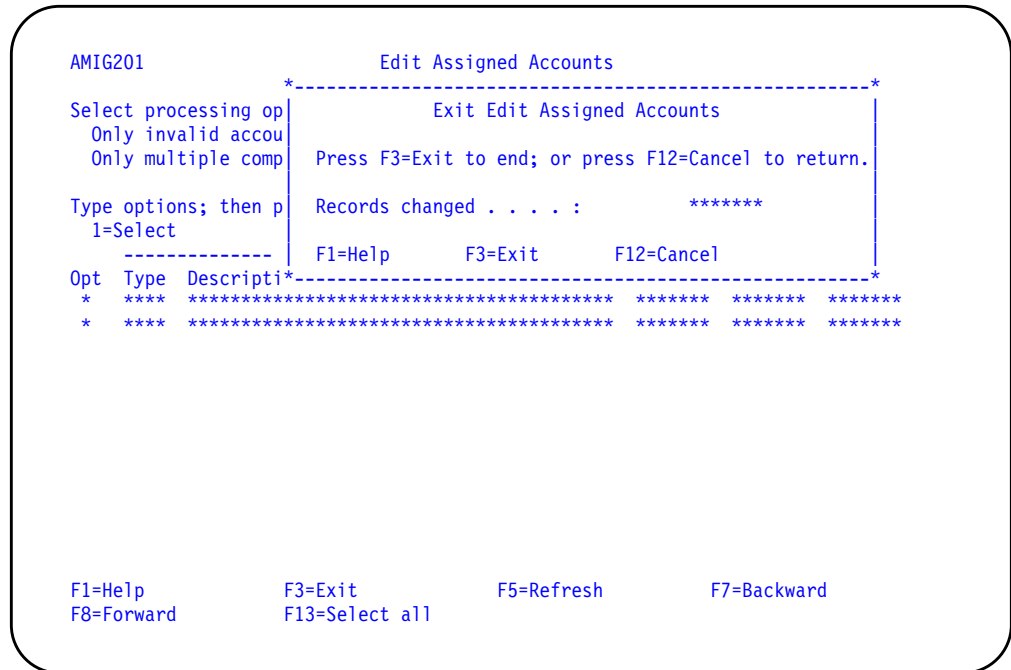 AMIG201                      Edit Assigned Accounts
                    *------------------------------------------------------*
Select processing op|             Exit Edit Assigned Accounts              |
  Only invalid accou|                                                      |
  Only multiple comp|  Press F3=Exit to end; or press F12=Cancel to return.|
                    |                                                      |
Type options; then p|  Records changed . . . . :          *******          |
  1=Select          |                                                      |
     -------------- |  F1=Help       F3=Exit       F12=Cancel              |
Opt  Type  Descripti*------------------------------------------------------*
 *   ****  ****************************************  *******  *******  *******
 *   ****  ****************************************  *******  *******  *******
F1=Help             F3=Exit             F5=Refresh          F7=Backward
F8=Forward          F13=Select all